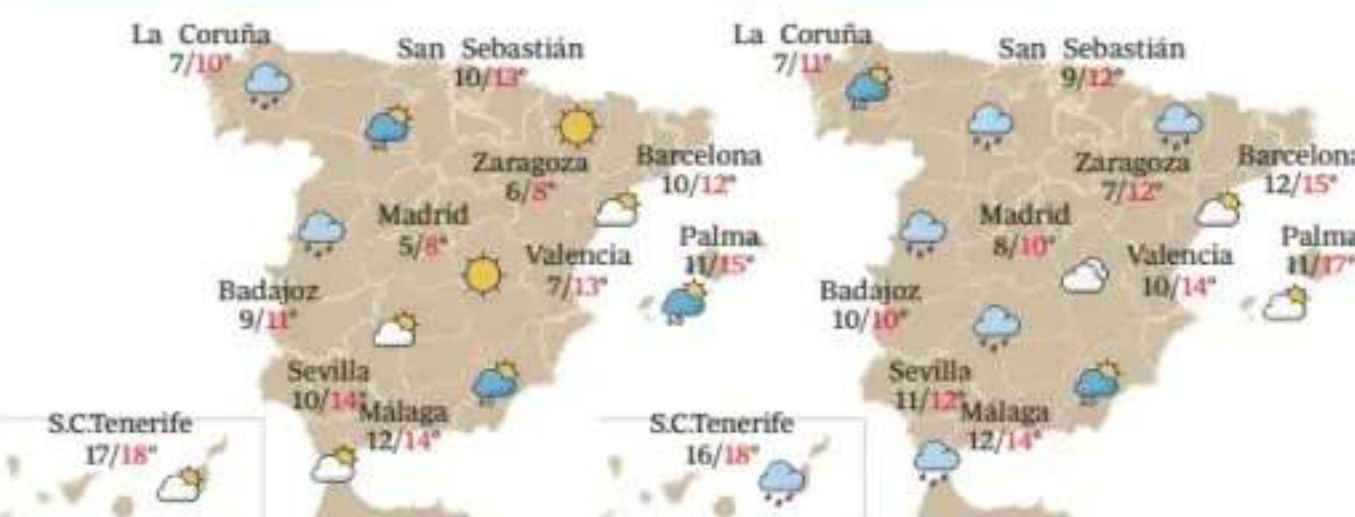 La Coruña
7/10°
San Sebastián
10/13°
Zaragoza
6/8°
Barcelona
10/12°
Madrid
5/8°
Valencia
7/13°
Palma
11/15°
Badajoz
9/11°
Sevilla
10/14°
Málaga
12/14°
S.C.Tenerife
17/18°
La Coruña
7/11°
San Sebastián
9/12°
Zaragoza
7/12°
Barcelona
12/15°
Madrid
8/10°
Valencia
10/14°
Palma
11/17°
Badajoz
10/10°
Sevilla
11/12°
Málaga
12/14°
S.C.Tenerife
16/18°